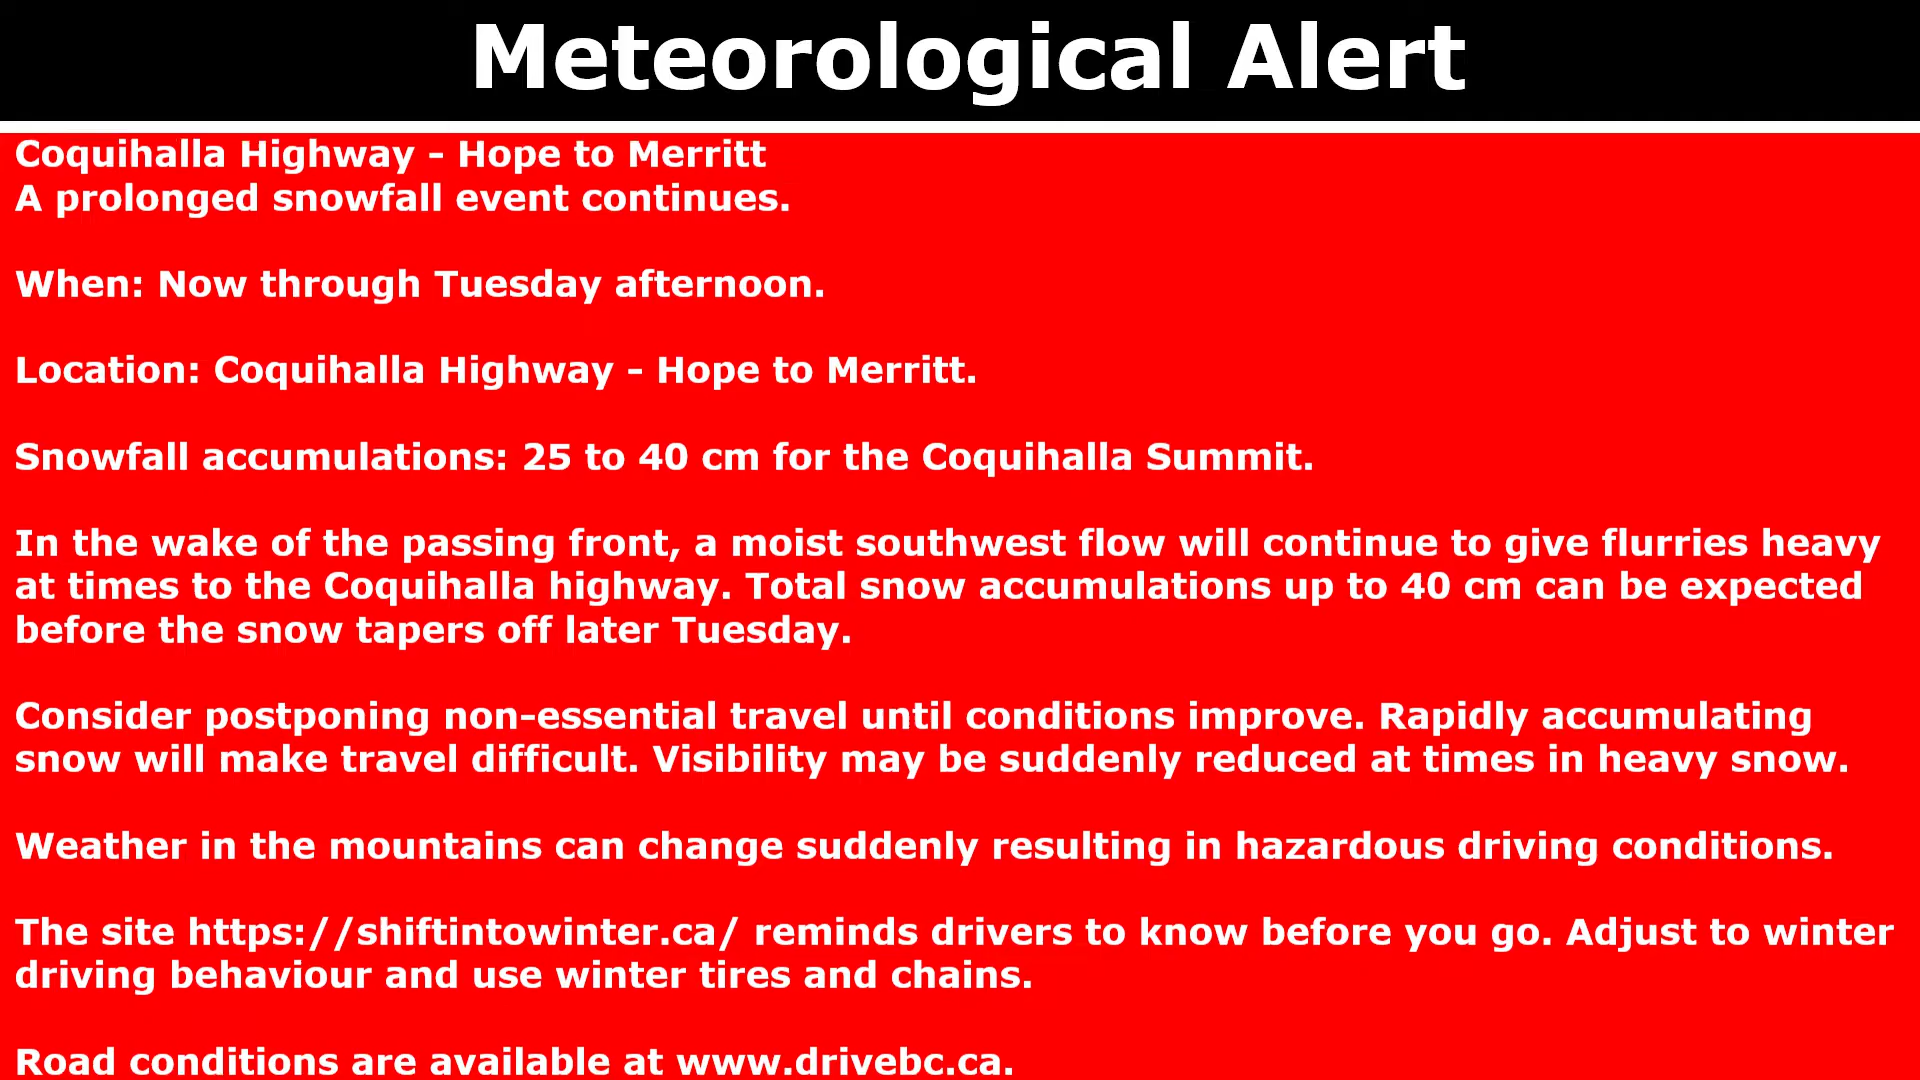 Meteorological Alert
Coquihalla Highway - Hope to Merritt
A prolonged snowfall event continues.
When: Now through Tuesday afternoon.
Location: Coquihalla Highway - Hope to Merritt.
Snowfall accumulations: 25 to 40 cm for the Coquihalla Summit.
In the wake of the passing front, a moist southwest flow will continue to give flurries heavy
at times to the Coquihalla highway. Total snow accumulations up to 40 cm can be expected
before the snow tapers off later Tuesday.
Consider postponing non-essential travel until conditions improve. Rapidly accumulating
snow will make travel difficult. Visibility may be suddenly reduced at times in heavy snow.
Weather in the mountains can change suddenly resulting in hazardous driving conditions.
The site https://shiftintowinter.ca/ reminds drivers to know before you go. Adjust to winter
driving behaviour and use winter tires and chains.
Road conditions are available at www.drivebc.ca.